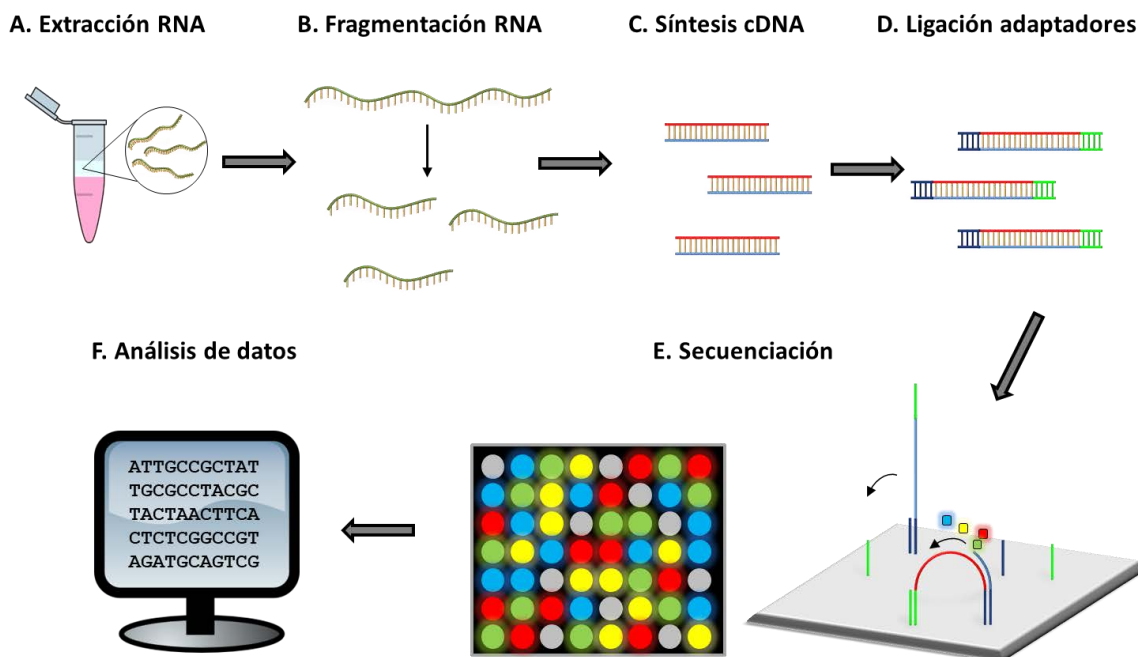 A. Extracción RNA
B. Fragmentación RNA
C. Síntesis cDNA
D. Ligación adaptadores
E. Secuenciación
F. Análisis de datos
ATTGCCGCTAT
TGCGCCTACGC
TACTAACTTCA
CTCTCGGCCGT
AGATGCAGTCG